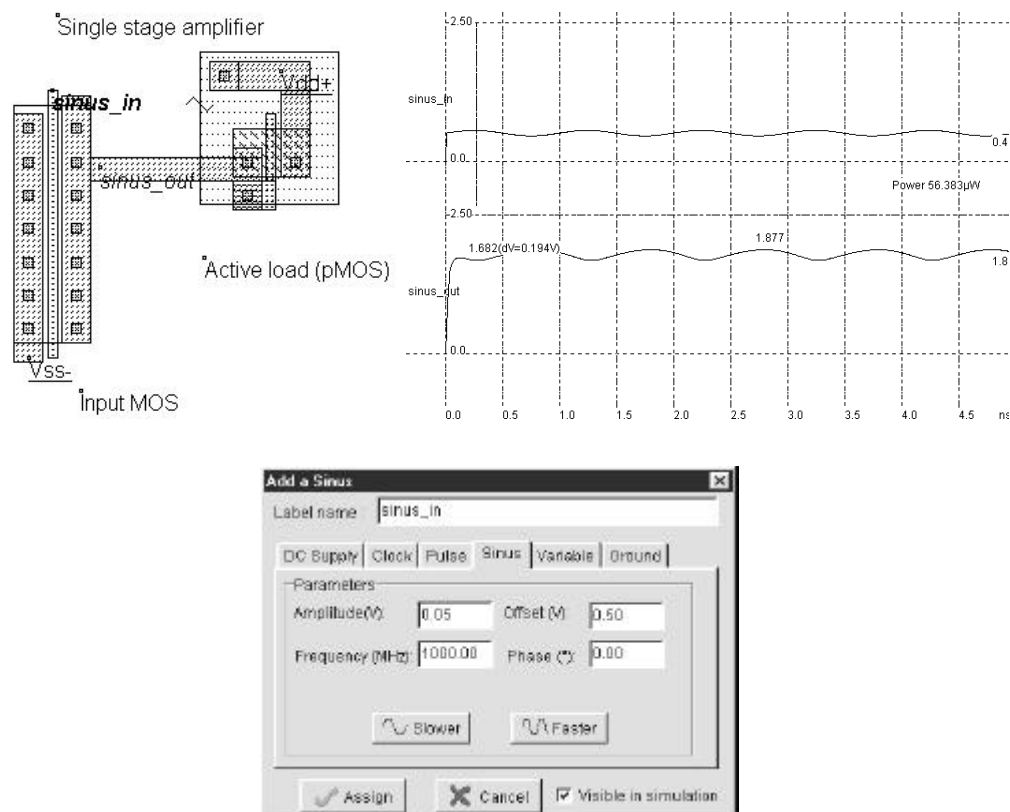 Single stage amplifier
Vdd+
sinus_in
sinus_out
Active load (pMOS)
Vss-
Input MOS
2.50
sinus_in
0.4
0.0
Power 56.383µW
2.50
1.682(dV=0.194V)
1.877
1.8
sinus_out
0.0
0.0 0.5 1.0 1.5 2.0 2.5 3.0 3.5 4.0 4.5 ns
Add a Sinus
Label name sinus_in
DC Supply Clock Pulse Sinus Variable Ground
Parameters
Amplitude(V): 0.05 Offset (V): 0.50
Frequency (MHz): 1000.00 Phase (°): 0.00
Slower Faster
Assign Cancel Visible in simulation